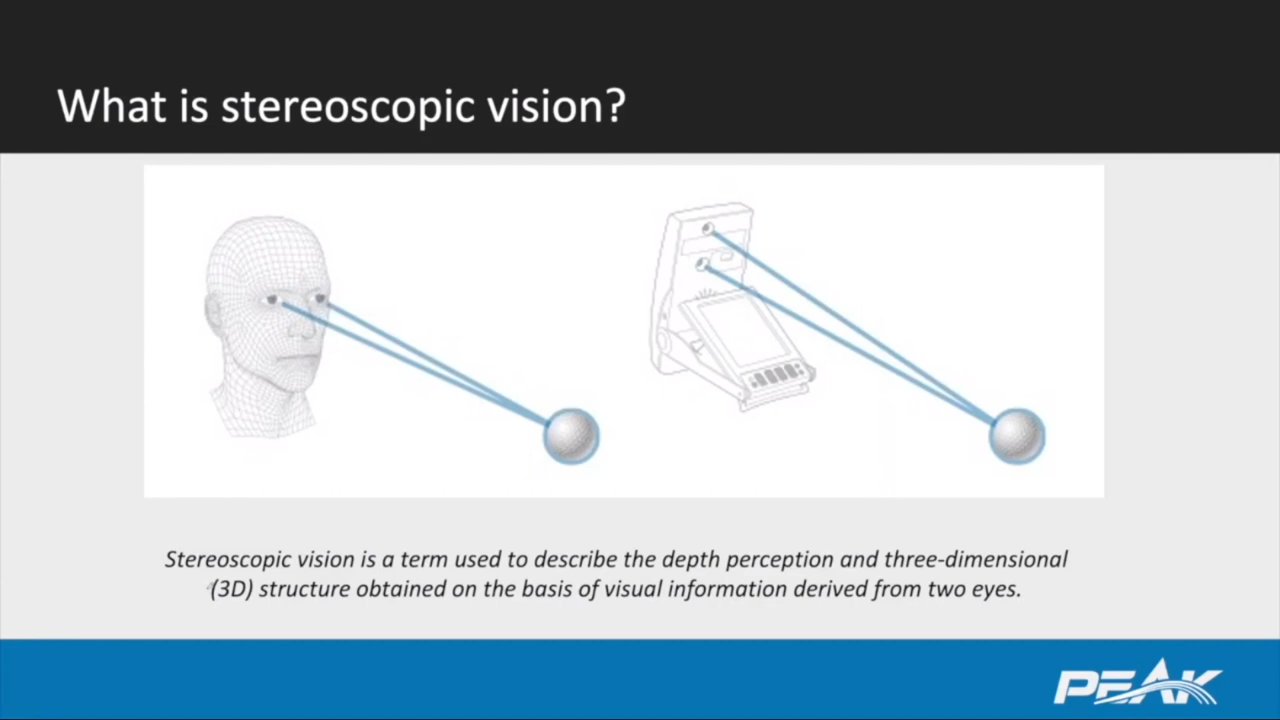 What is stereoscopic vision?
Stereoscopic vision is a term used to describe the depth perception and three-dimensional
(3D) structure obtained on the basis of visual information derived from two eyes.
PEAK